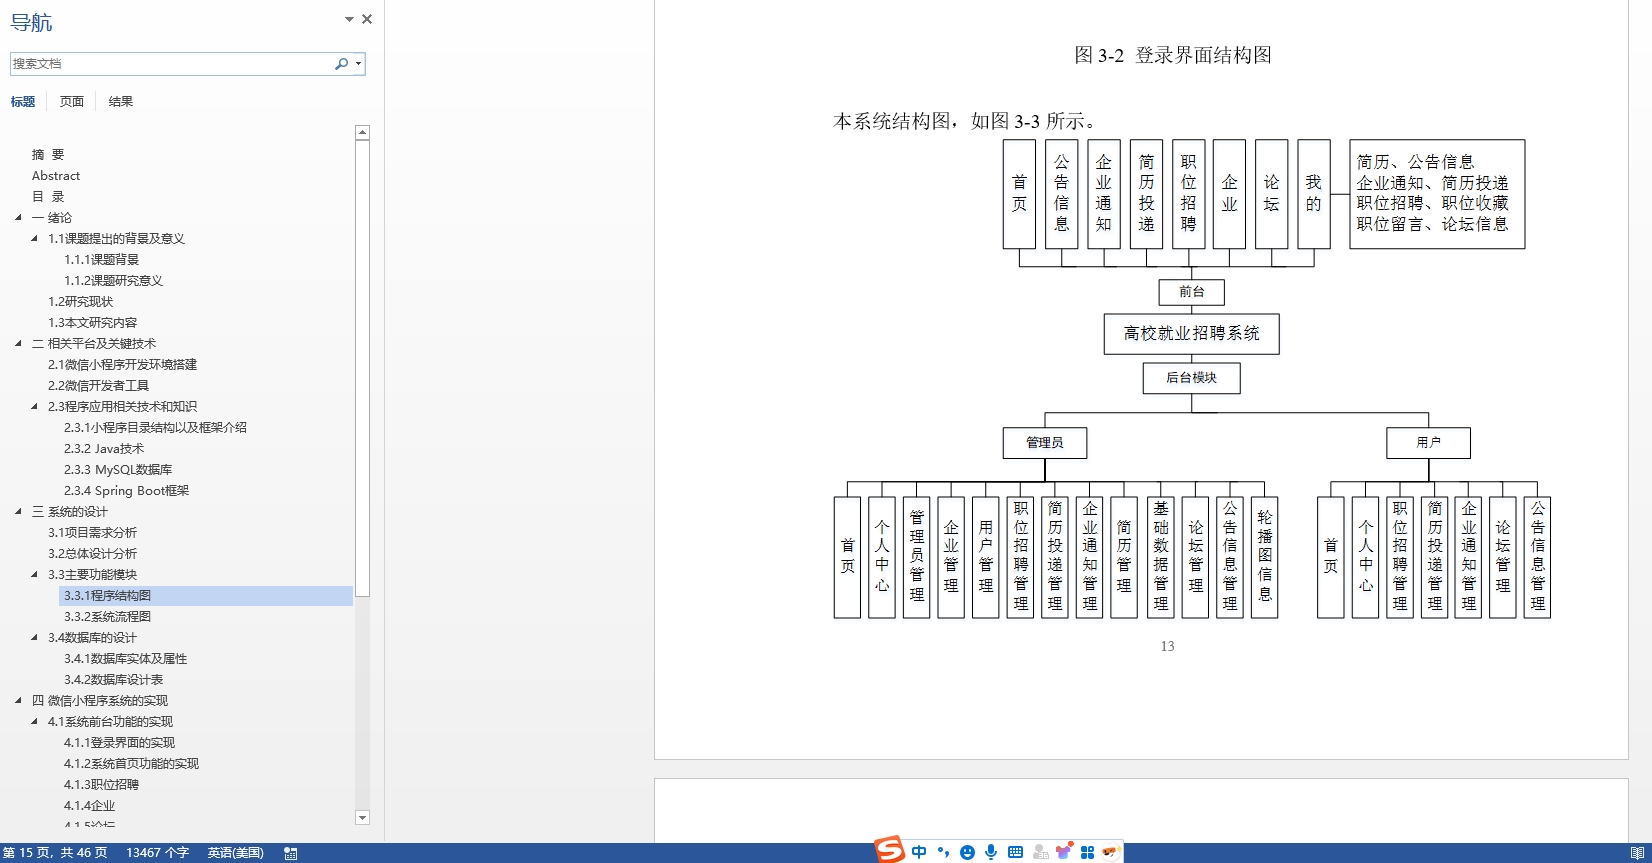 导航
搜索文档
标题 页面 结果
摘 要
Abstract
目 录
一 绪论
1.1课题提出的背景及意义
1.1.1课题背景
1.1.2课题研究意义
1.2研究现状
1.3本文研究内容
二 相关平台及关键技术
2.1微信小程序开发环境搭建
2.2微信开发者工具
2.3程序应用相关技术和知识
2.3.1小程序目录结构以及框架介绍
2.3.2 Java技术
2.3.3 MySQL数据库
2.3.4 Spring Boot框架
三 系统的设计
3.1项目需求分析
3.2总体设计分析
3.3主要功能模块
3.3.1程序结构图
3.3.2系统流程图
3.4数据库的设计
3.4.1数据库实体及属性
3.4.2数据库设计表
四 微信小程序系统的实现
4.1系统前台功能的实现
4.1.1登录界面的实现
4.1.2系统首页功能的实现
4.1.3职位招聘
4.1.4企业
4.1.5论坛
图 3-2 登录界面结构图
本系统结构图，如图 3-3 所示。
首页
公告信息
企业通知
简历投递
职位招聘
企业
论坛
我的
简历、公告信息
企业通知、简历投递
职位招聘、职位收藏
职位留言、论坛信息
前台
高校就业招聘系统
后台模块
管理员
用户
首页
个人中心
管理员管理
企业管理
用户管理
职位招聘管理
简历投递管理
企业通知管理
简历管理
基础数据管理
论坛管理
公告信息管理
轮播图信息
首页
个人中心
职位招聘管理
简历投递管理
企业通知管理
论坛管理
公告信息管理
13
第 15 页，共 46 页 13467 个字 英语(美国)
S 中